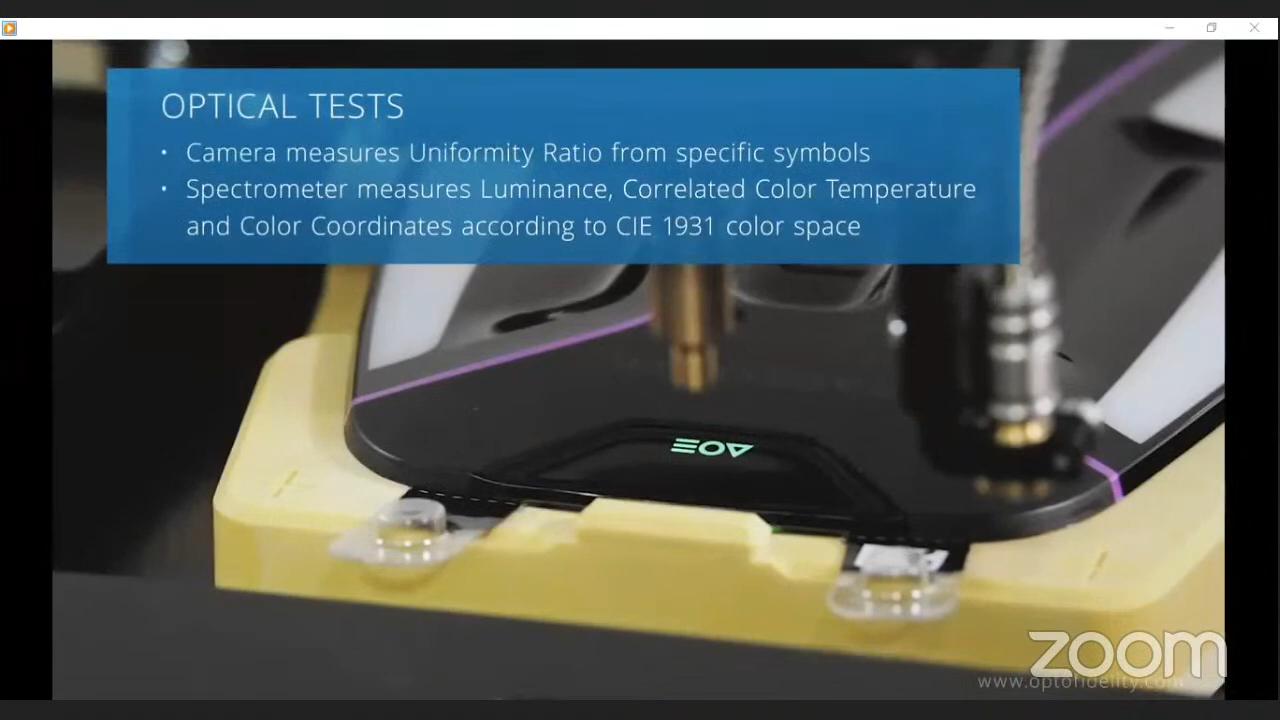 OPTICAL TESTS
• Camera measures Uniformity Ratio from specific symbols
• Spectrometer measures Luminance, Correlated Color Temperature
and Color Coordinates according to CIE 1931 color space
zoom
www.optofidelity.com